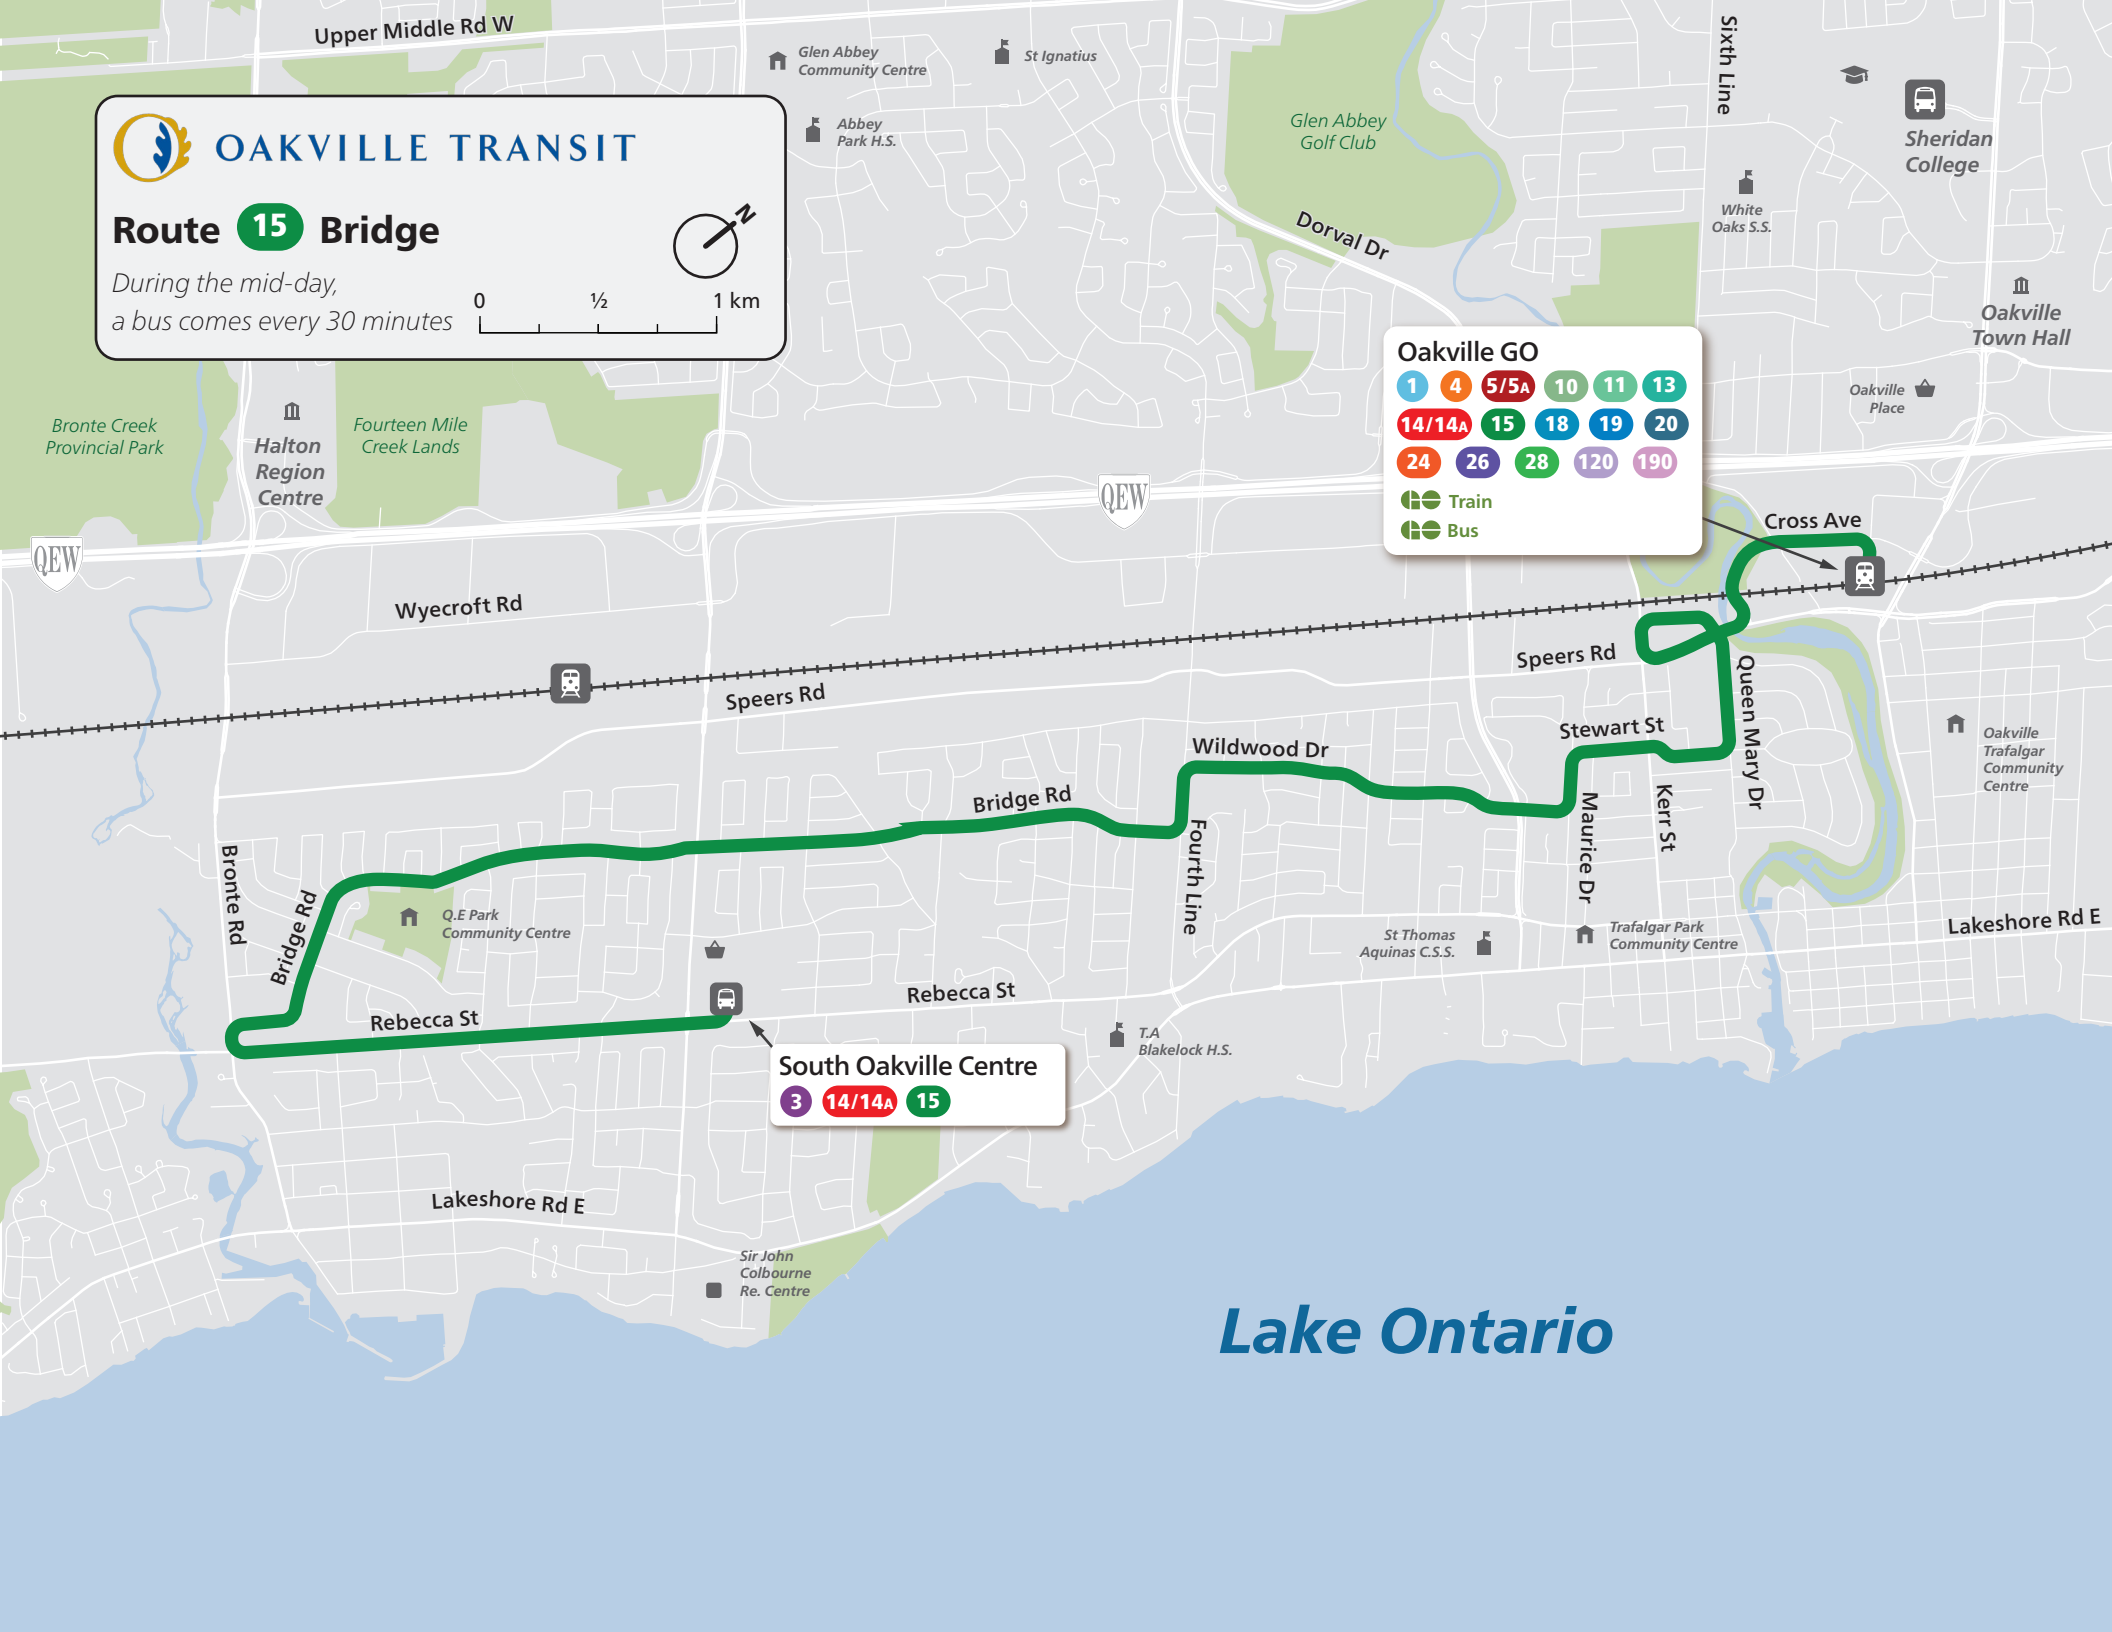 Upper Middle Rd W
Glen Abbey
Community Centre
St Ignatius
Abbey
Park H.S.
Glen Abbey
Golf Club
Dorval Dr
Sixth Line
Sheridan
College
White
Oaks S.S.
Oakville
Town Hall
Oakville
Place
OAKVILLE TRANSIT
Route 15 Bridge
N
During the mid-day,
a bus comes every 30 minutes
0 ½ 1 km
Bronte Creek
Provincial Park
Halton
Region
Centre
Fourteen Mile
Creek Lands
QEW
QEW
Oakville GO
1 4 5/5A 10 11 13
14/14A 15 18 19 20
24 26 28 120 190
GO Train
GO Bus
Cross Ave
Wyecroft Rd
Speers Rd
Speers Rd
Queen Mary Dr
Stewart St
Wildwood Dr
Bridge Rd
Maurice Dr
Kerr St
Fourth Line
Oakville
Trafalgar
Community
Centre
Bronte Rd
Bridge Rd
Q.E Park
Community Centre
St Thomas
Aquinas C.S.S.
Trafalgar Park
Community Centre
Lakeshore Rd E
Rebecca St
Rebecca St
T.A
Blakelock H.S.
South Oakville Centre
3 14/14A 15
Lakeshore Rd E
Sir John
Colbourne
Re. Centre
Lake Ontario